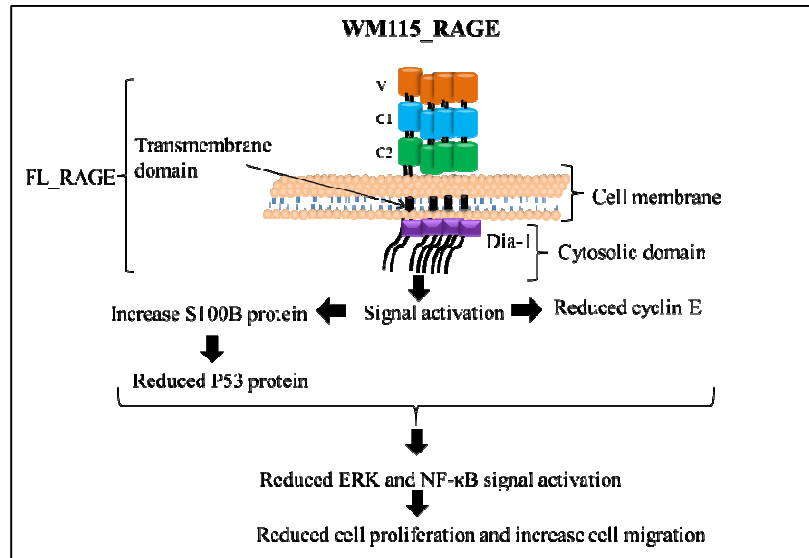 WM115_RAGE
V
C1
C2
Transmembrane
domain
FL_RAGE
Cell membrane
Dia-1
Cytosolic domain
Increase S100B protein
Signal activation
Reduced cyclin E
Reduced P53 protein
Reduced ERK and NF-κB signal activation
Reduced cell proliferation and increase cell migration